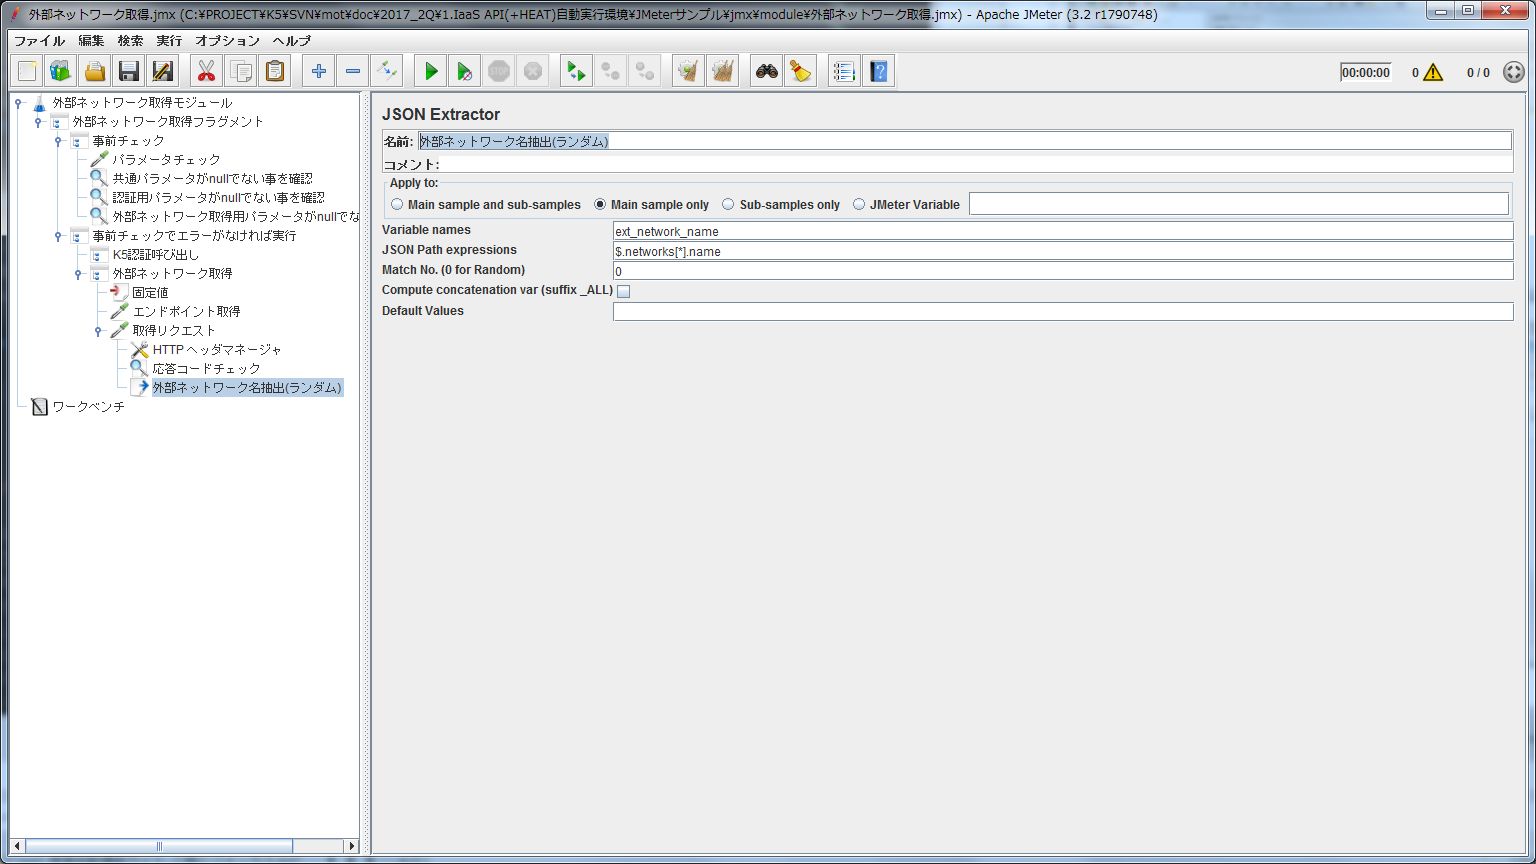 外部ネットワーク取得.jmx (C:¥PROJECT¥K5¥SVN¥mot¥doc¥2017_2Q¥1.IaaS API(+HEAT)自動実行環境¥JMeterサンプル¥jmx¥module¥外部ネットワーク取得.jmx) - Apache JMeter (3.2 r1790748)
ファイル 編集 検索 実行 オプション ヘルプ
STOP
00:00:00 0 0 / 0
外部ネットワーク取得モジュール
外部ネットワーク取得フラグメント
事前チェック
パラメータチェック
共通パラメータがnullでない事を確認
認証用パラメータがnullでない事を確認
外部ネットワーク取得用パラメータがnullでな
事前チェックでエラーがなければ実行
K5認証呼び出し
外部ネットワーク取得
固定値
エンドポイント取得
取得リクエスト
HTTP ヘッダマネージャ
応答コードチェック
外部ネットワーク名抽出(ランダム)
ワークベンチ
JSON Extractor
名前: 外部ネットワーク名抽出(ランダム)
コメント:
Apply to:
Main sample and sub-samples Main sample only Sub-samples only JMeter Variable
Variable names ext_network_name
JSON Path expressions $.networks[*].name
Match No. (0 for Random) 0
Compute concatenation var (suffix _ALL)
Default Values